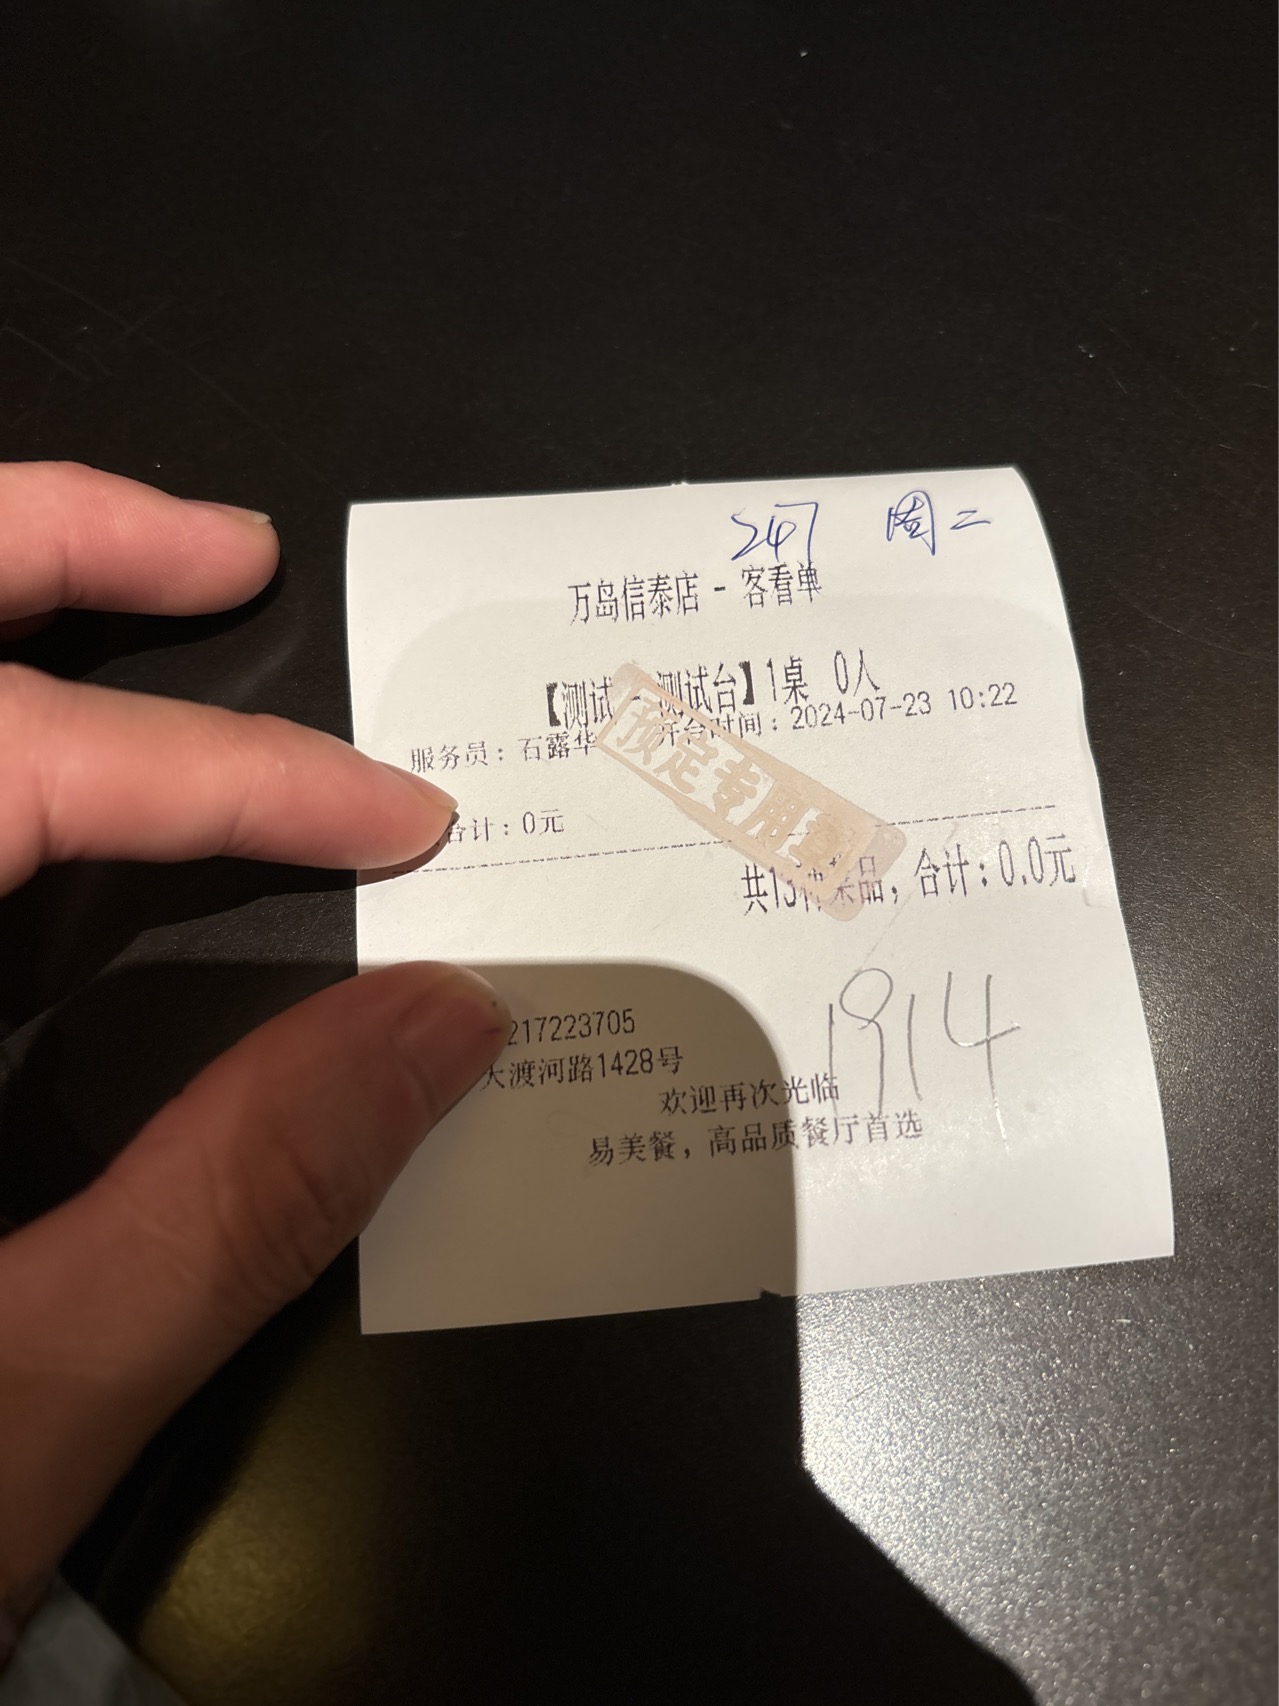 247 周二
万岛信泰店 - 客看单
【测试 - 测试台】1桌 0人
服务员：石露华 开台时间：2024-07-23 10:22
预定专用章
合计：0元
共13种菜品，合计：0.0元
217223705
大渡河路1428号
1914
欢迎再次光临
易美餐，高品质餐厅首选